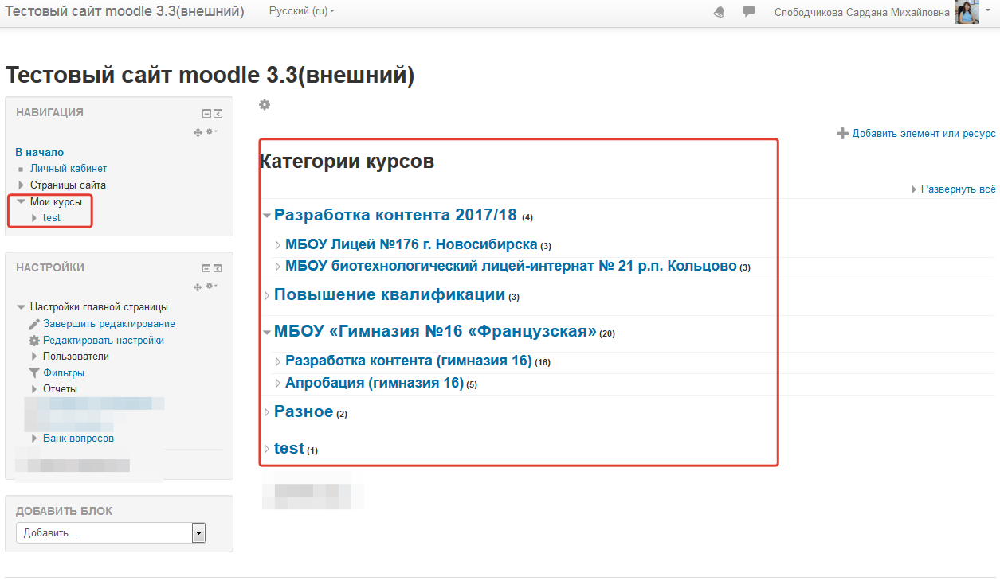 Тестовый сайт moodle 3.3(внешний) Русский (ru) Слободчикова Сардана Михайловна
Тестовый сайт moodle 3.3(внешний)
НАВИГАЦИЯ
В начало
Личный кабинет
Страницы сайта
Мои курсы
test
НАСТРОЙКИ
Настройки главной страницы
Завершить редактирование
Редактировать настройки
Пользователи
Фильтры
Отчеты
Банк вопросов
ДОБАВИТЬ БЛОК
Добавить...
Добавить элемент или ресурс
Категории курсов
Развернуть всё
Разработка контента 2017/18 (4)
МБОУ Лицей №176 г. Новосибирска (3)
МБОУ биотехнологический лицей-интернат № 21 р.п. Кольцово (3)
Повышение квалификации (3)
МБОУ «Гимназия №16 «Французская» (20)
Разработка контента (гимназия 16) (16)
Апробация (гимназия 16) (5)
Разное (2)
test (1)